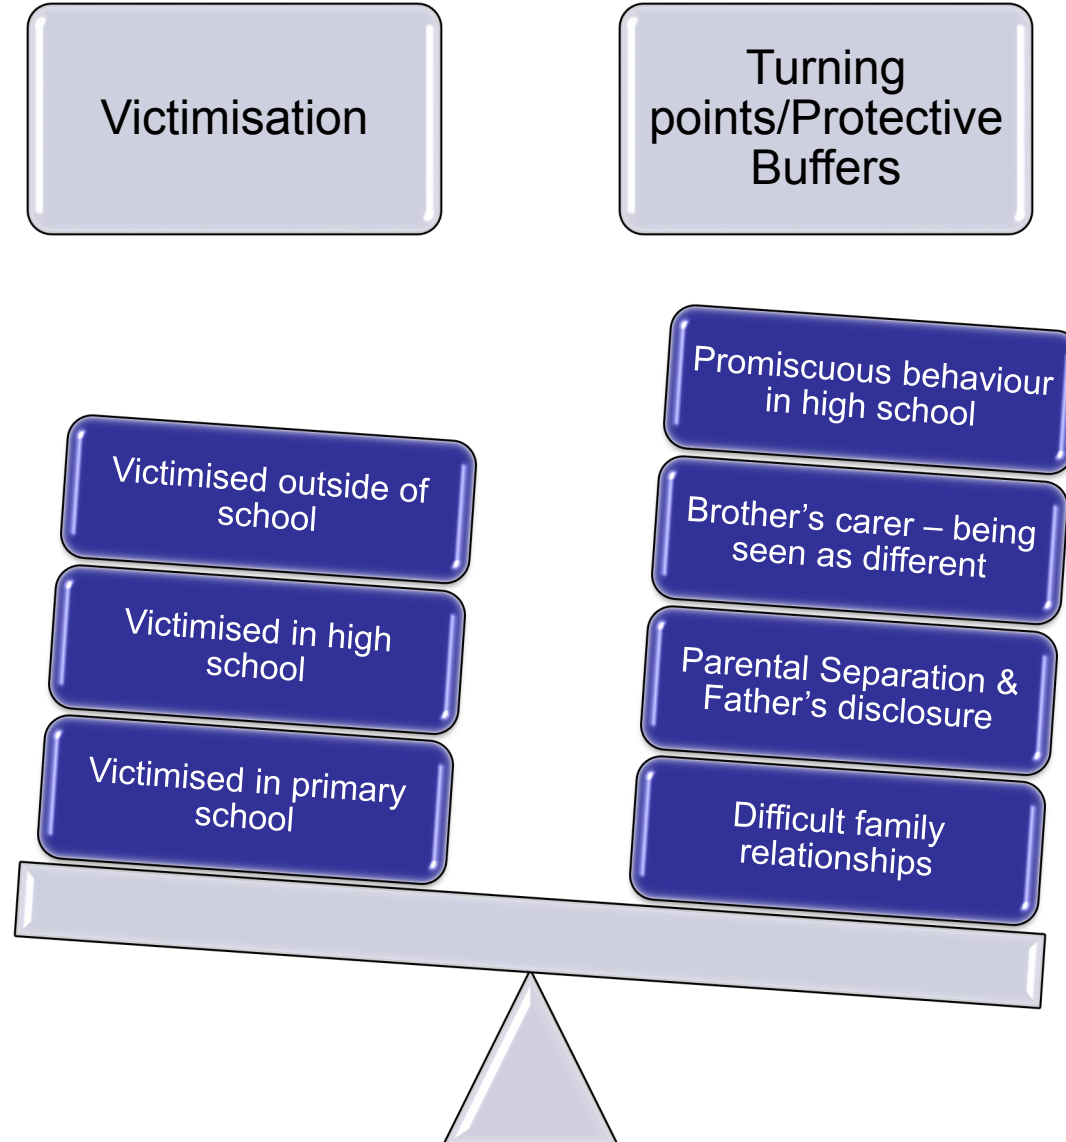 Victimisation
Turning
points/Protective
Buffers
Victimised outside of
school
Victimised in high
school
Victimised in primary
school
Promiscuous behaviour
in high school
Brother’s carer – being
seen as different
Parental Separation &
Father’s disclosure
Difficult family
relationships